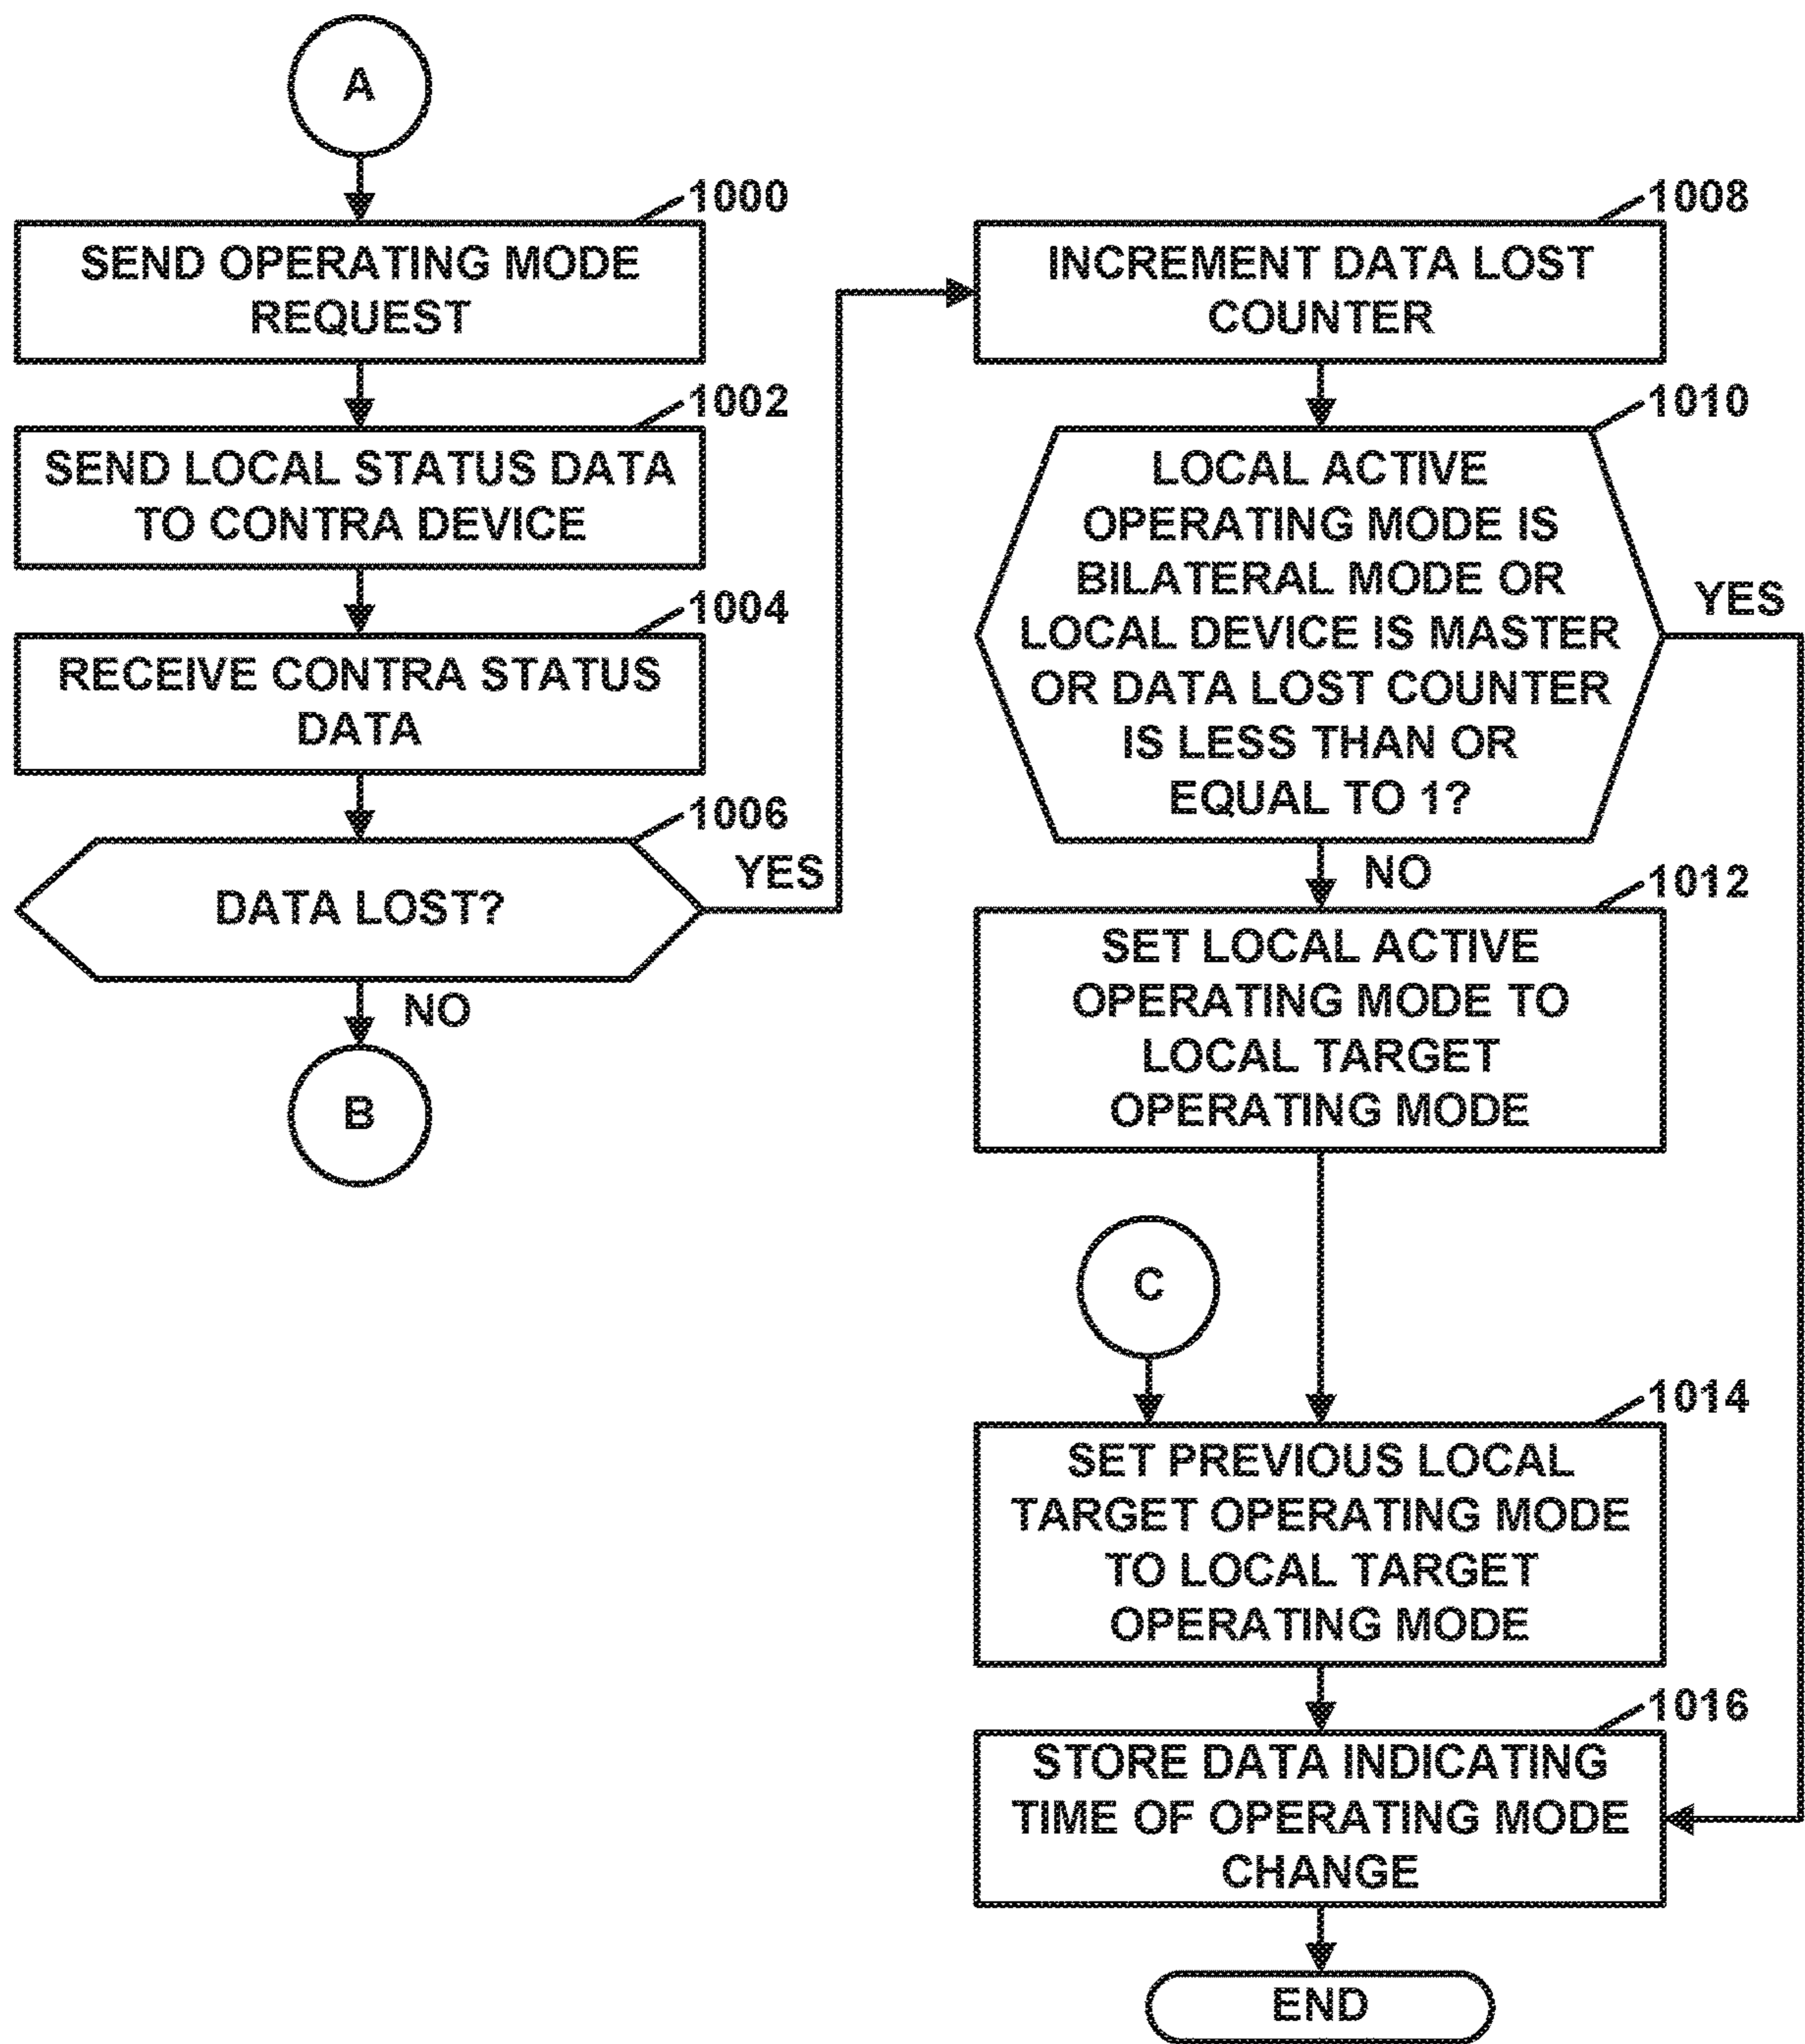 A
1000
SEND OPERATING MODE
REQUEST
1002
SEND LOCAL STATUS DATA
TO CONTRA DEVICE
1004
RECEIVE CONTRA STATUS
DATA
1006
DATA LOST?
YES
NO
B
1008
INCREMENT DATA LOST
COUNTER
1010
LOCAL ACTIVE
OPERATING MODE IS
BILATERAL MODE OR
LOCAL DEVICE IS MASTER
OR DATA LOST COUNTER
IS LESS THAN OR
EQUAL TO 1?
YES
NO
1012
SET LOCAL ACTIVE
OPERATING MODE TO
LOCAL TARGET
OPERATING MODE
C
1014
SET PREVIOUS LOCAL
TARGET OPERATING MODE
TO LOCAL TARGET
OPERATING MODE
1016
STORE DATA INDICATING
TIME OF OPERATING MODE
CHANGE
END